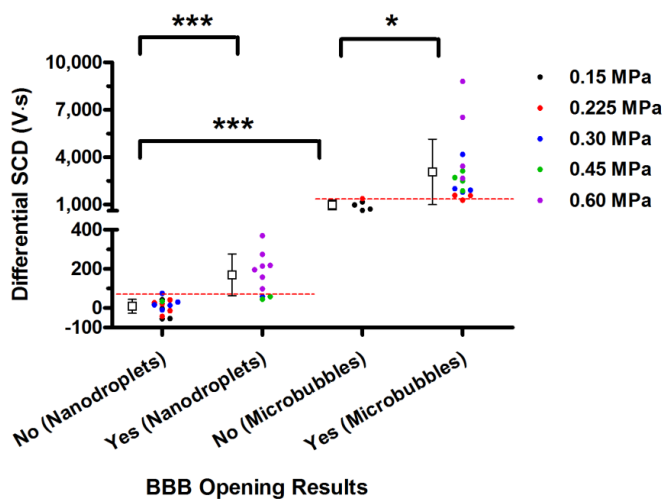 ***
*
***
10,000
7,000
4,000
1,000
400
200
0
-100
Differential SCD (V·s)
0.15 MPa
0.225 MPa
0.30 MPa
0.45 MPa
0.60 MPa
No (Nanodroplets)
Yes (Nanodroplets)
No (Microbubbles)
Yes (Microbubbles)
BBB Opening Results